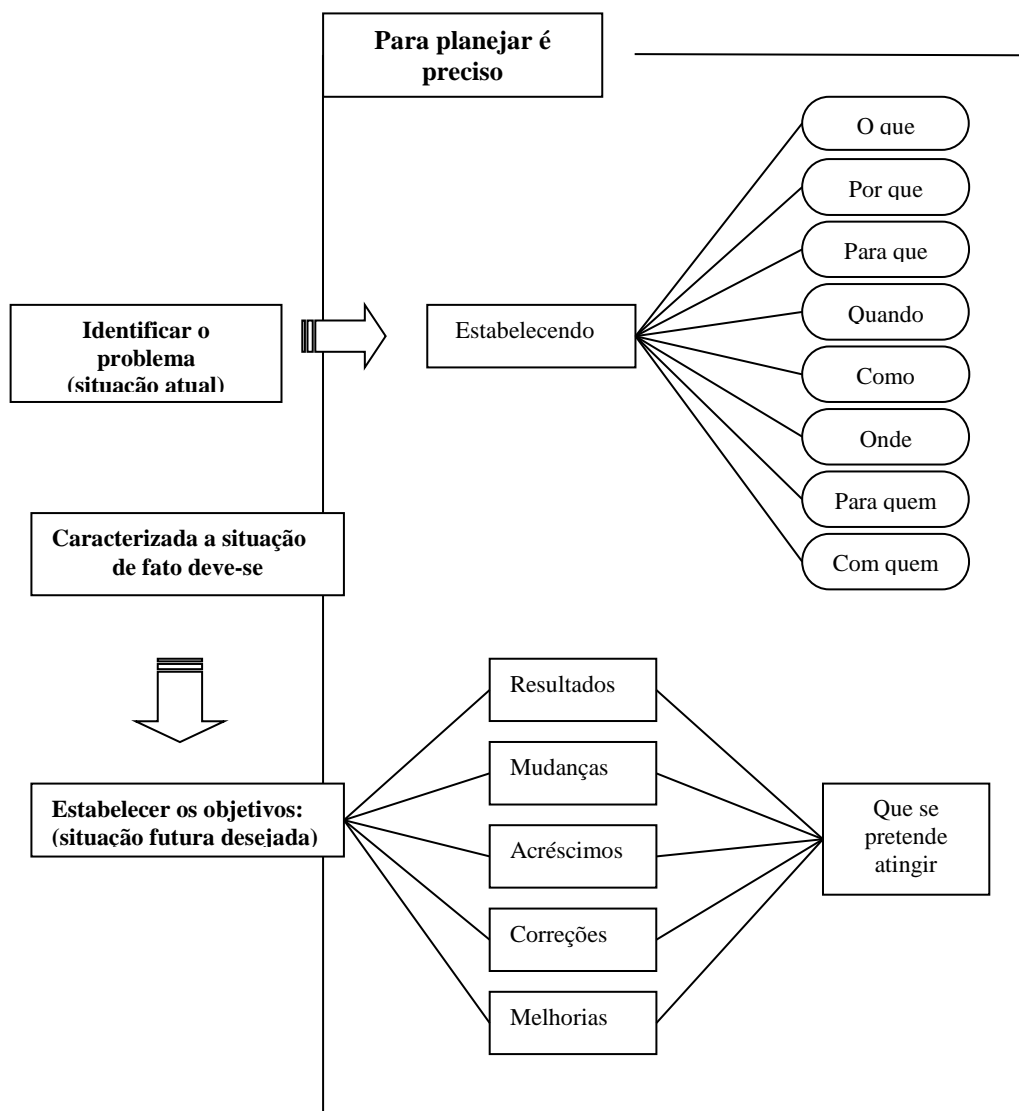 Para planejar é
preciso
O que
Por que
Para que
Identificar o
problema
(situação atual)
Estabelecendo
Quando
Como
Onde
Para quem
Com quem
Caracterizada a situação
de fato deve-se
Resultados
Mudanças
Acréscimos
Correções
Melhorias
Estabelecer os objetivos:
(situação futura desejada)
Que se
pretende
atingir